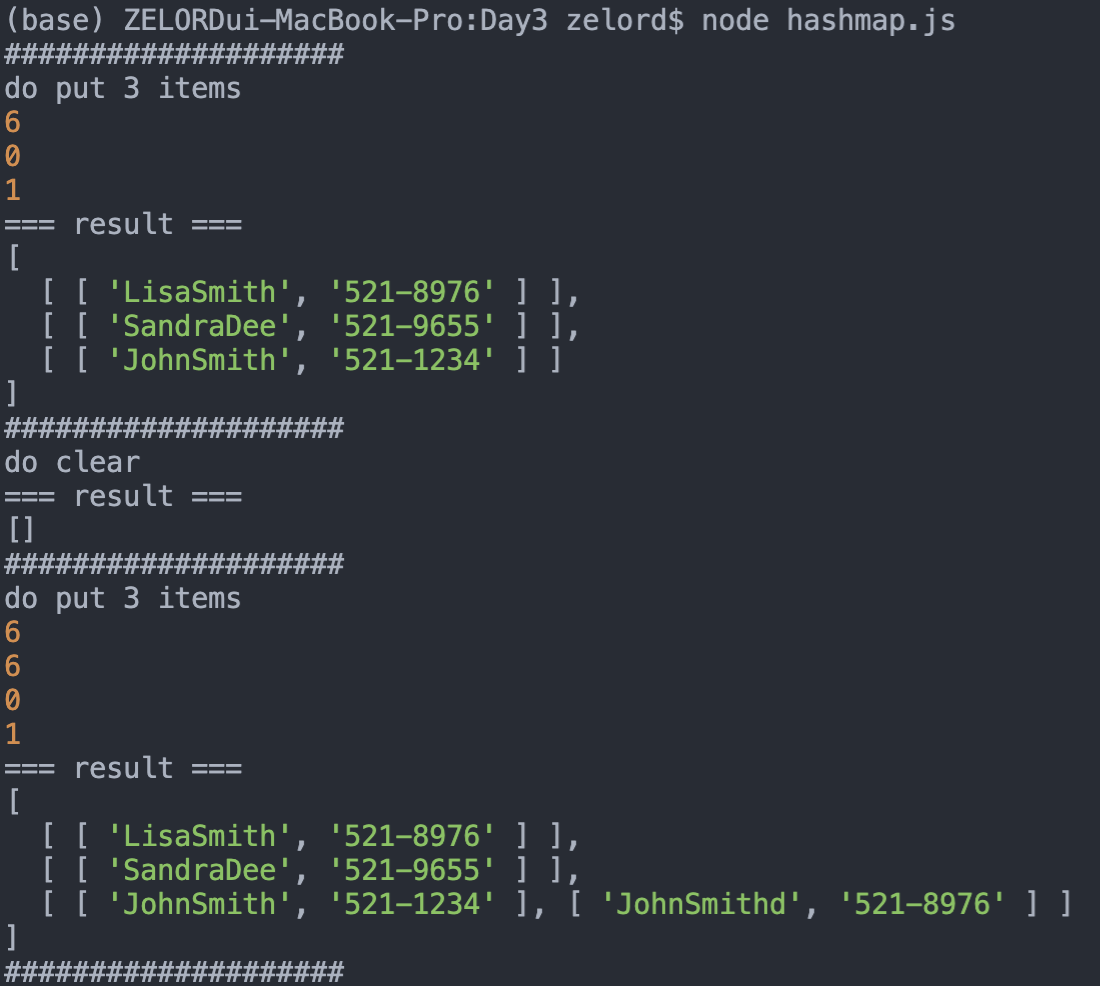 (base) ZELORDui-MacBook-Pro:Day3 zelord$ node hashmap.js
####################
do put 3 items
6
0
1
=== result ===
[
  [ [ 'LisaSmith', '521-8976' ] ],
  [ [ 'SandraDee', '521-9655' ] ],
  [ [ 'JohnSmith', '521-1234' ] ]
]
####################
do clear
=== result ===
[]
####################
do put 3 items
6
6
0
1
=== result ===
[
  [ [ 'LisaSmith', '521-8976' ] ],
  [ [ 'SandraDee', '521-9655' ] ],
  [ [ 'JohnSmith', '521-1234' ], [ 'JohnSmithd', '521-8976' ] ]
]
####################